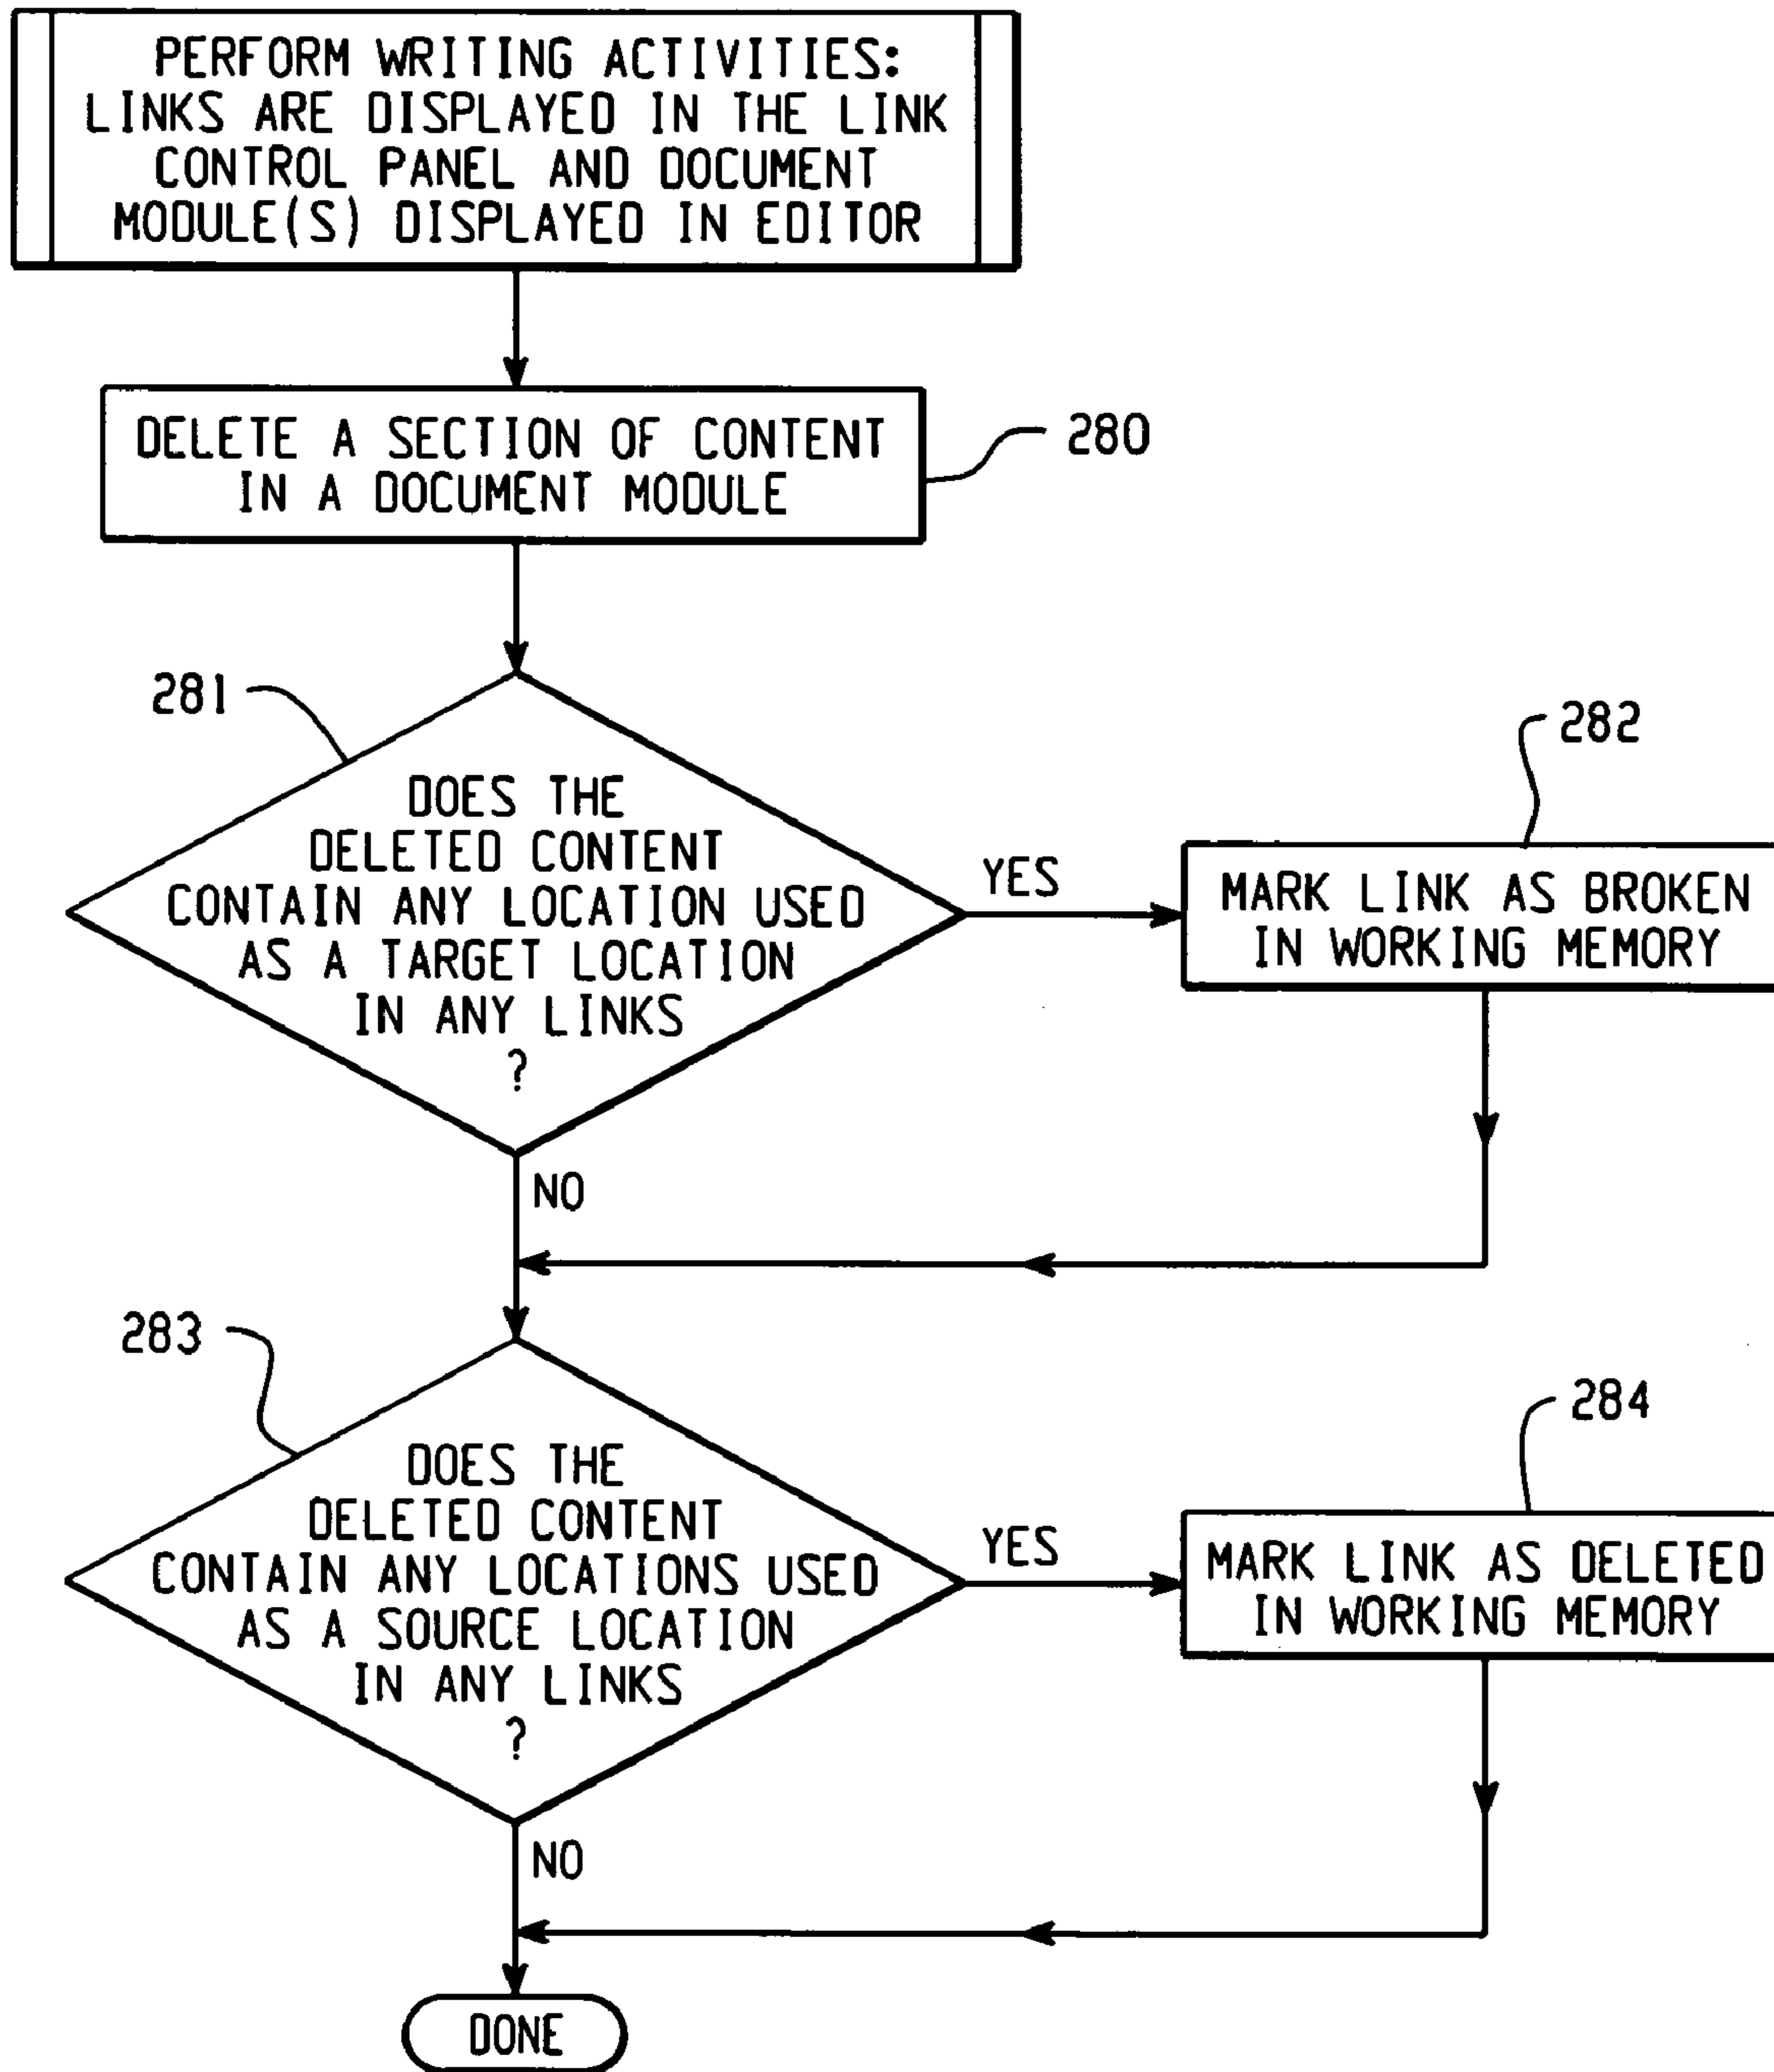 PERFORM WRITING ACTIVITIES:
LINKS ARE DISPLAYED IN THE LINK
CONTROL PANEL AND DOCUMENT
MODULE(S) DISPLAYED IN EDITOR
DELETE A SECTION OF CONTENT
IN A DOCUMENT MODULE
280
281
DOES THE
DELETED CONTENT
CONTAIN ANY LOCATION USED
AS A TARGET LOCATION
IN ANY LINKS
?
YES
282
MARK LINK AS BROKEN
IN WORKING MEMORY
NO
283
DOES THE
DELETED CONTENT
CONTAIN ANY LOCATIONS USED
AS A SOURCE LOCATION
IN ANY LINKS
?
YES
284
MARK LINK AS DELETED
IN WORKING MEMORY
NO
DONE